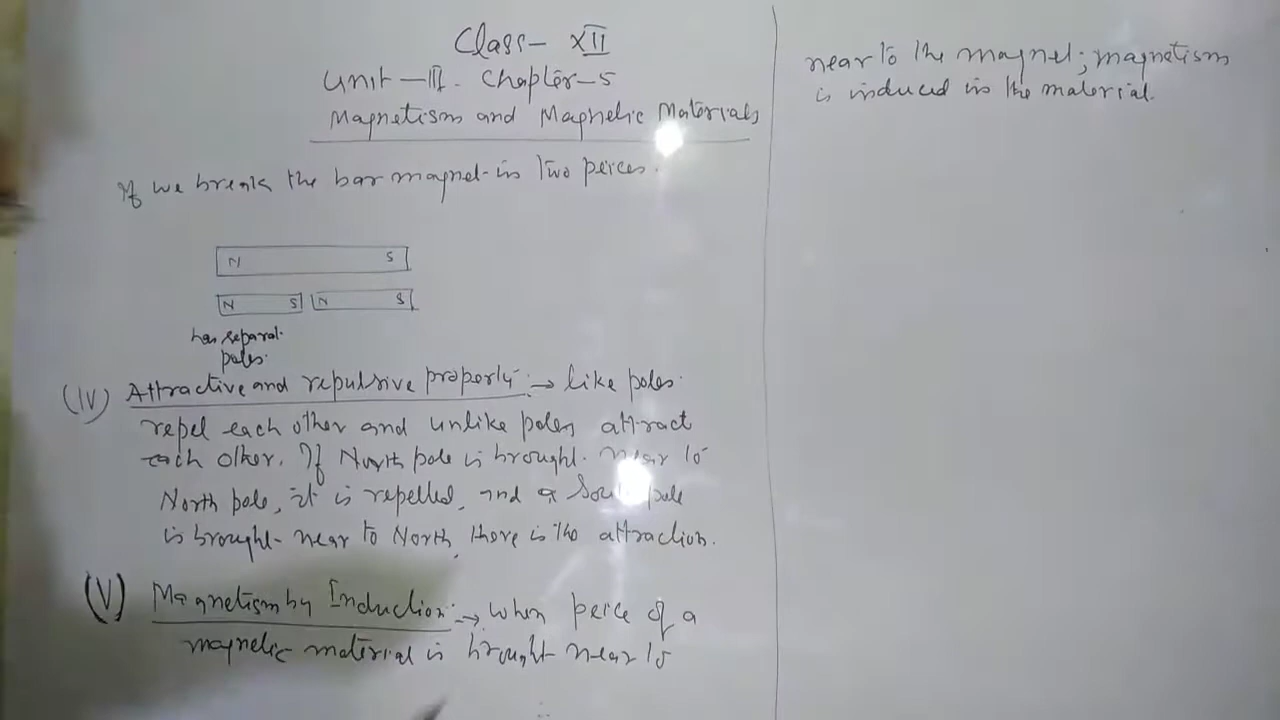 Class- XII
Unit-III. Chapter-5
Magnetism and Magnetic Materials
If we break the bar magnet in two peices.
N S
N S N S
has separat
poles.
(IV) Attractive and repulsive property:→ like poles
repel each other and unlike poles attract
each other. If North pole is brought near to
North pole, it is repelled, and a South pole
is brought near to North, there is the attraction.
(V) Magnetism by Induction:→ when peice of a
magnetic material is brought near to
near to the magnet; magnetism
is induced in the material.